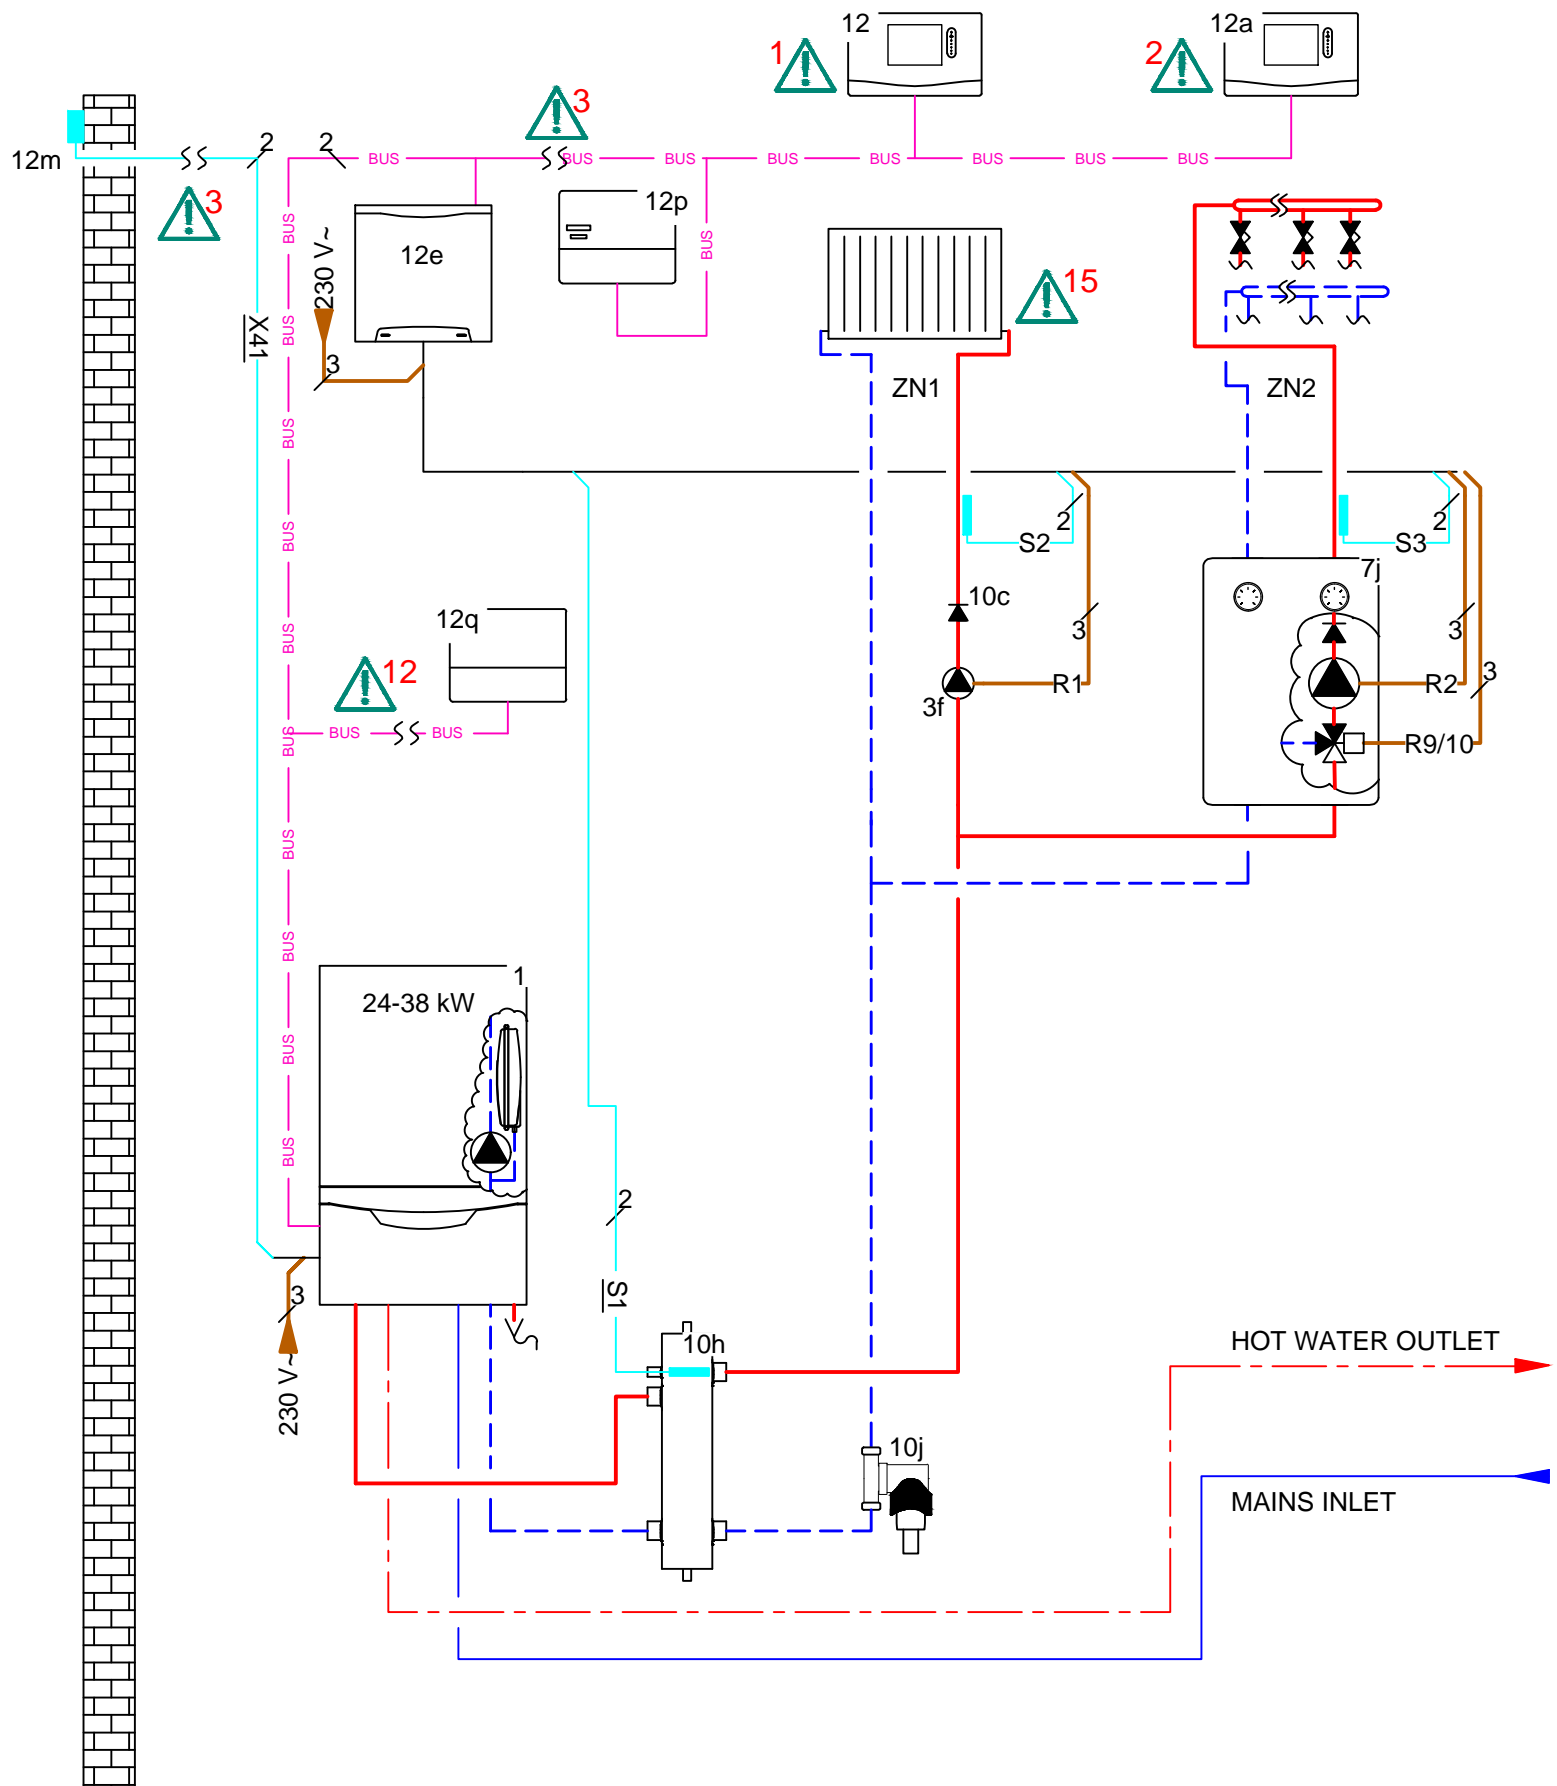 12
12a
1
2
3
2
2
12m
BUS
BUS
BUS
BUS
BUS
BUS
BUS
BUS
BUS
3
12p
BUS
BUS
12e
230 V~
BUS
15
X41
3
ZN1
ZN2
BUS
2
2
BUS
S2
S3
7j
10c
12q
BUS
3
3
12
3
R1
R2
3f
BUS
BUS
BUS
R9/10
BUS
BUS
1
24-38 kW
BUS
BUS
2
3
S1
230 V~
10h
HOT WATER OUTLET
10j
MAINS INLET